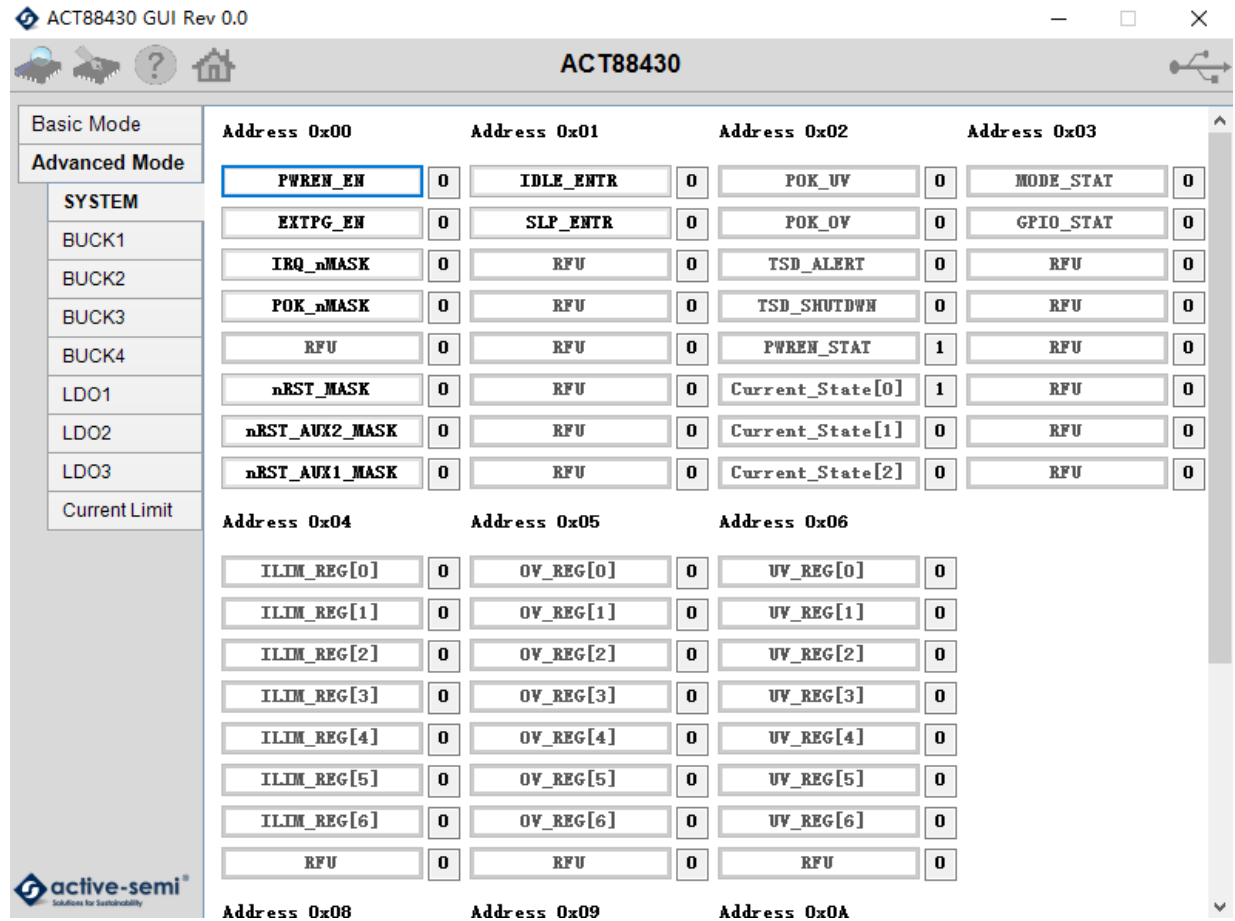 ACT88430 GUI Rev 0.0
ACT88430
Basic Mode
Advanced Mode
SYSTEM
BUCK1
BUCK2
BUCK3
BUCK4
LDO1
LDO2
LDO3
Current Limit
active-semi®
Solutions for Sustainability
Address 0x00 Address 0x01 Address 0x02 Address 0x03
PWREN_EN 0 IDLE_ENTR 0 POK_UV 0 MODE_STAT 0
EXTPG_EN 0 SLP_ENTR 0 POK_OV 0 GPIO_STAT 0
IRQ_nMASK 0 RFU 0 TSD_ALERT 0 RFU 0
POK_nMASK 0 RFU 0 TSD_SHUTDWN 0 RFU 0
RFU 0 RFU 0 PWREN_STAT 1 RFU 0
nRST_MASK 0 RFU 0 Current_State[0] 1 RFU 0
nRST_AUX2_MASK 0 RFU 0 Current_State[1] 0 RFU 0
nRST_AUX1_MASK 0 RFU 0 Current_State[2] 0 RFU 0
Address 0x04 Address 0x05 Address 0x06
ILIM_REG[0] 0 OV_REG[0] 0 UV_REG[0] 0
ILIM_REG[1] 0 OV_REG[1] 0 UV_REG[1] 0
ILIM_REG[2] 0 OV_REG[2] 0 UV_REG[2] 0
ILIM_REG[3] 0 OV_REG[3] 0 UV_REG[3] 0
ILIM_REG[4] 0 OV_REG[4] 0 UV_REG[4] 0
ILIM_REG[5] 0 OV_REG[5] 0 UV_REG[5] 0
ILIM_REG[6] 0 OV_REG[6] 0 UV_REG[6] 0
RFU 0 RFU 0 RFU 0
Address 0x08 Address 0x09 Address 0x0A